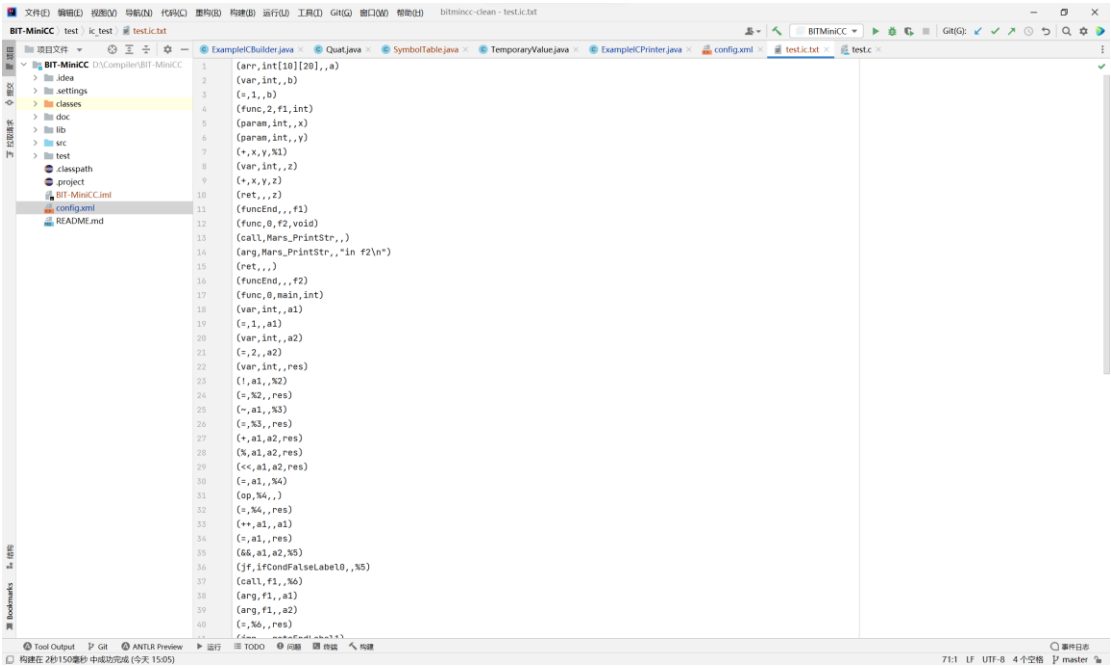 文件(F) 编辑(E) 视图(V) 导航(N) 代码(C) 重构(R) 构建(B) 运行(U) 工具(T) Git(G) 窗口(W) 帮助(H) bitmincc-clean - test.ic.txt
BIT-MiniCC test ic_test test.ic.txt BITMiniCC Git(G):
项目文件 ExampleICBuilder.java Quat.java SymbolTable.java TemporaryValue.java ExampleICPrinter.java config.xml test.ic.txt test.c
项目
提交
拉取请求
结构
Bookmarks
BIT-MiniCC D:\Compiler\BIT-MiniCC
.idea
.settings
classes
doc
lib
src
test
.classpath
.project
BIT-MiniCC.iml
config.xml
README.md
1 (arr,int[10][20],,a)
2 (var,int,,b)
3 (=,1,,b)
4 (func,2,f1,int)
5 (param,int,,x)
6 (param,int,,y)
7 (+,x,y,%1)
8 (var,int,,z)
9 (+,x,y,z)
10 (ret,,,z)
11 (funcEnd,,,f1)
12 (func,0,f2,void)
13 (call,Mars_PrintStr,,)
14 (arg,Mars_PrintStr,,"in f2\n")
15 (ret,,,)
16 (funcEnd,,,f2)
17 (func,0,main,int)
18 (var,int,,a1)
19 (=,1,,a1)
20 (var,int,,a2)
21 (=,2,,a2)
22 (var,int,,res)
23 (!,a1,,%2)
24 (=,%2,,res)
25 (~,a1,,%3)
26 (=,%3,,res)
27 (+,a1,a2,res)
28 (%,a1,a2,res)
29 (<<,a1,a2,res)
30 (=,a1,,%4)
31 (op,%4,,)
32 (=,%4,,res)
33 (++,a1,,a1)
34 (=,a1,,res)
35 (&&,a1,a2,%5)
36 (jf,ifCondFalseLabel0,,%5)
37 (call,f1,,%6)
38 (arg,f1,,a1)
39 (arg,f1,,a2)
40 (=,%6,,res)
Tool Output Git ANTLR Preview 运行 TODO 问题 终端 构建 事件日志
构建在 2秒150毫秒 中成功完成 (今天 15:05) 71:1 LF UTF-8 4个空格 master